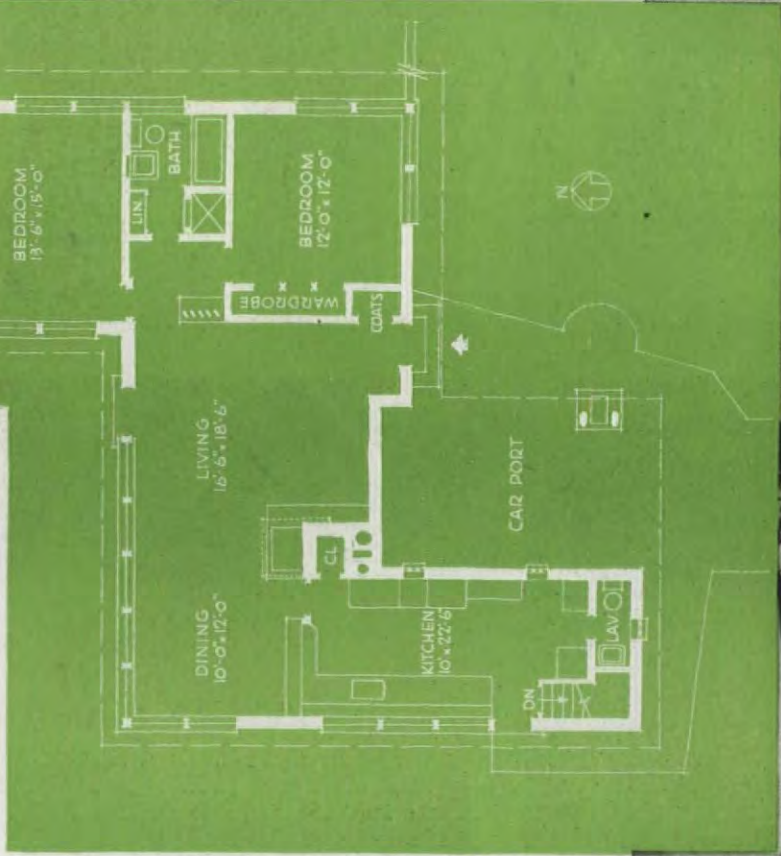 BEDROOM
13'-6" x 15'-0"
BATH
LIN.
BEDROOM
12'-0" x 12'-0"
WARDROBE
COATS
N
LIVING
16'-6" x 18'-6"
CAR PORT
CL
DINING
10'-0" x 12'-0"
KITCHEN
10' x 22'-6"
LAV
DN